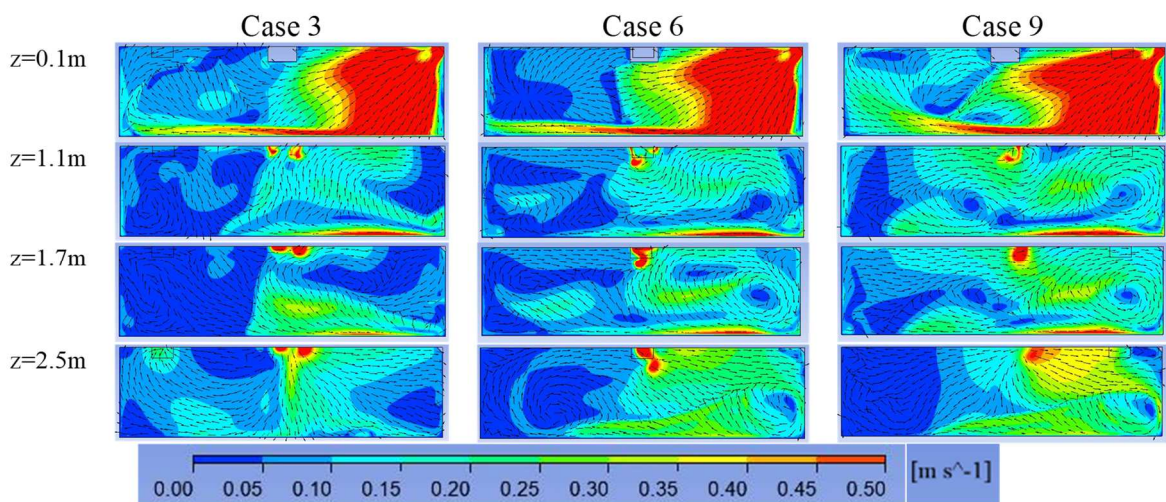 Case 3 Case 6 Case 9
z=0.1m
z=1.1m
z=1.7m
z=2.5m
0.00 0.05 0.10 0.15 0.20 0.25 0.30 0.35 0.40 0.45 0.50 [m s^-1]